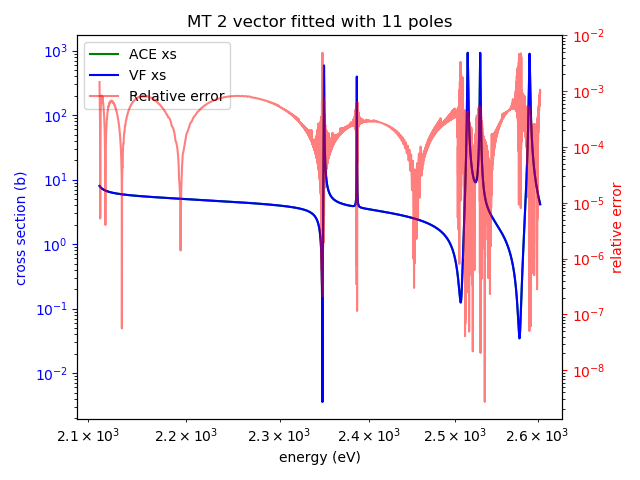 MT 2 vector fitted with 11 poles
ACE xs
VF xs
Relative error
cross section (b)
10³
10²
10¹
10⁰
10⁻¹
10⁻²
10⁻²
10⁻³
10⁻⁴
10⁻⁵
10⁻⁶
10⁻⁷
10⁻⁸
relative error
2.1 × 10³ 2.2 × 10³ 2.3 × 10³ 2.4 × 10³ 2.5 × 10³ 2.6 × 10³
energy (eV)